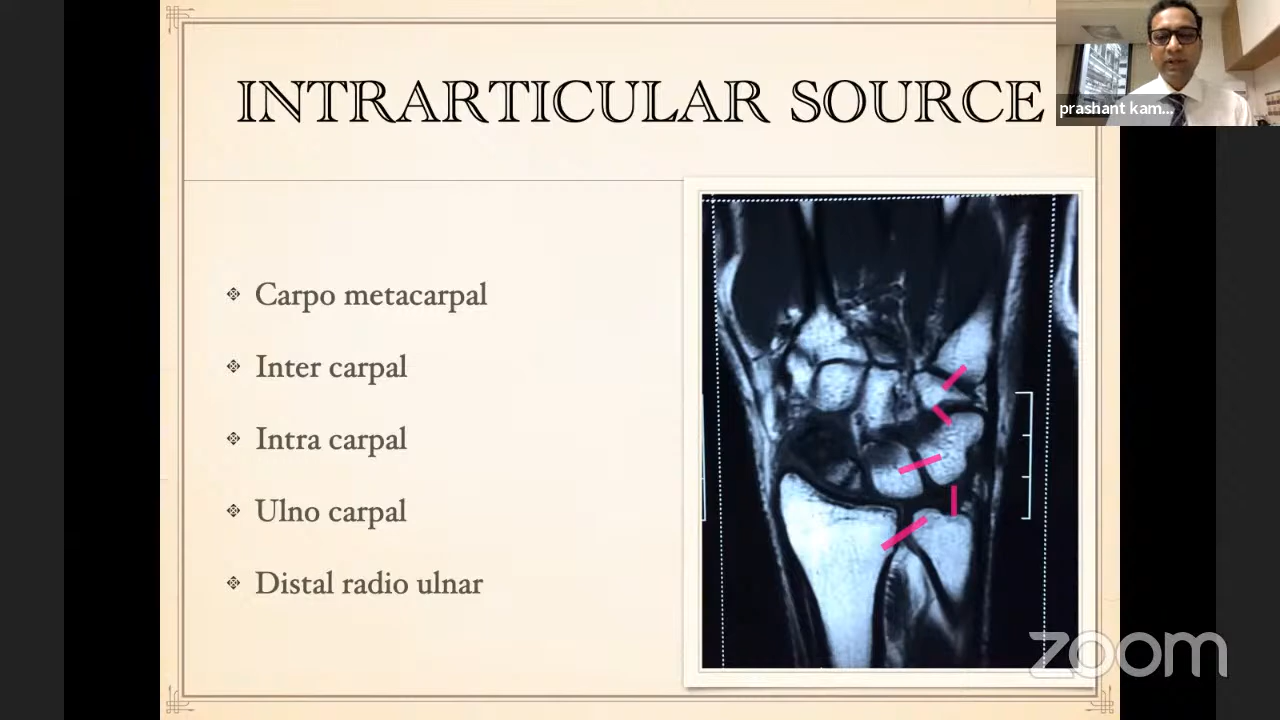 INTRARTICULAR SOURCE
prashant kam...
Carpo metacarpal
Inter carpal
Intra carpal
Ulno carpal
Distal radio ulnar
zoom